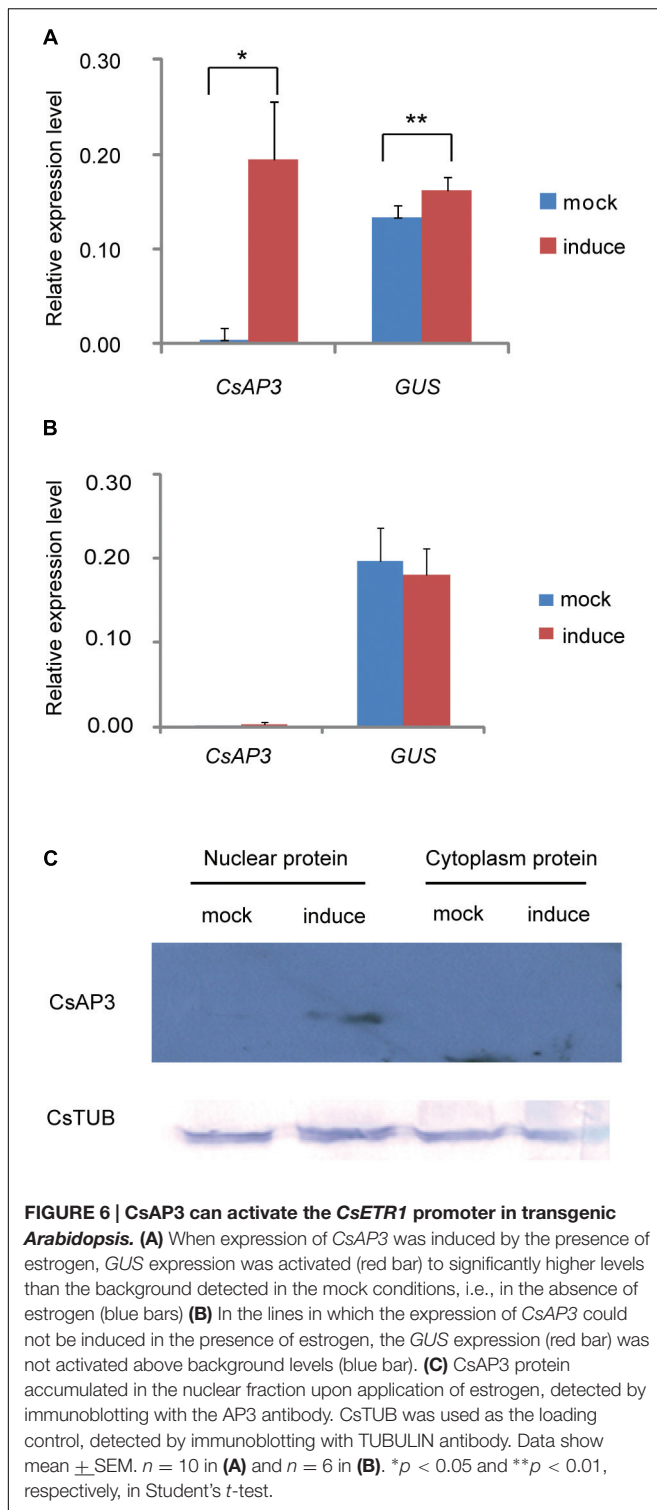 A
0.30
0.20
0.10
0.00
Relative expression level
*
**
mock
induce
CsAP3 GUS
B
0.30
0.20
0.10
0.00
Relative expression level
mock
induce
CsAP3 GUS
C
Nuclear protein Cytoplasm protein
mock induce mock induce
CsAP3
CsTUB
FIGURE 6 | CsAP3 can activate the CsETR1 promoter in transgenic
Arabidopsis. (A) When expression of CsAP3 was induced by the presence of
estrogen, GUS expression was activated (red bar) to significantly higher levels
than the background detected in the mock conditions, i.e., in the absence of
estrogen (blue bars) (B) In the lines in which the expression of CsAP3 could
not be induced in the presence of estrogen, the GUS expression (red bar) was
not activated above background levels (blue bar). (C) CsAP3 protein
accumulated in the nuclear fraction upon application of estrogen, detected by
immunoblotting with the AP3 antibody. CsTUB was used as the loading
control, detected by immunoblotting with TUBULIN antibody. Data show
mean ± SEM. n = 10 in (A) and n = 6 in (B). *p < 0.05 and **p < 0.01,
respectively, in Student's t-test.